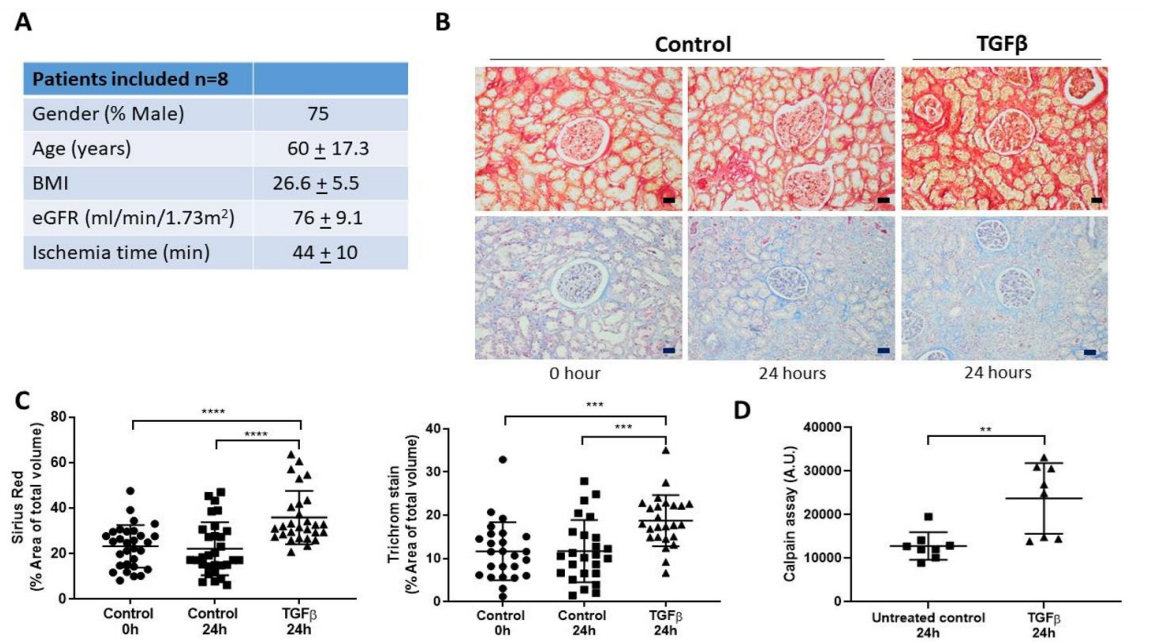 A
Patients included n=8
Gender (% Male) 75
Age (years) 60 ± 17.3
BMI 26.6 ± 5.5
eGFR (ml/min/1.73m²) 76 ± 9.1
Ischemia time (min) 44 ± 10
B
Control TGFβ
0 hour 24 hours 24 hours
C
Sirius Red
(% Area of total volume)
80
60
40
20
0
****
****
Control
0h
Control
24h
TGFβ
24h
Trichrom stain
(% Area of total volume)
40
30
20
10
0
***
***
Control
0h
Control
24h
TGFβ
24h
D
Calpain assay (A.U.)
40000
30000
20000
10000
0
**
Untreated control
24h
TGFβ
24h